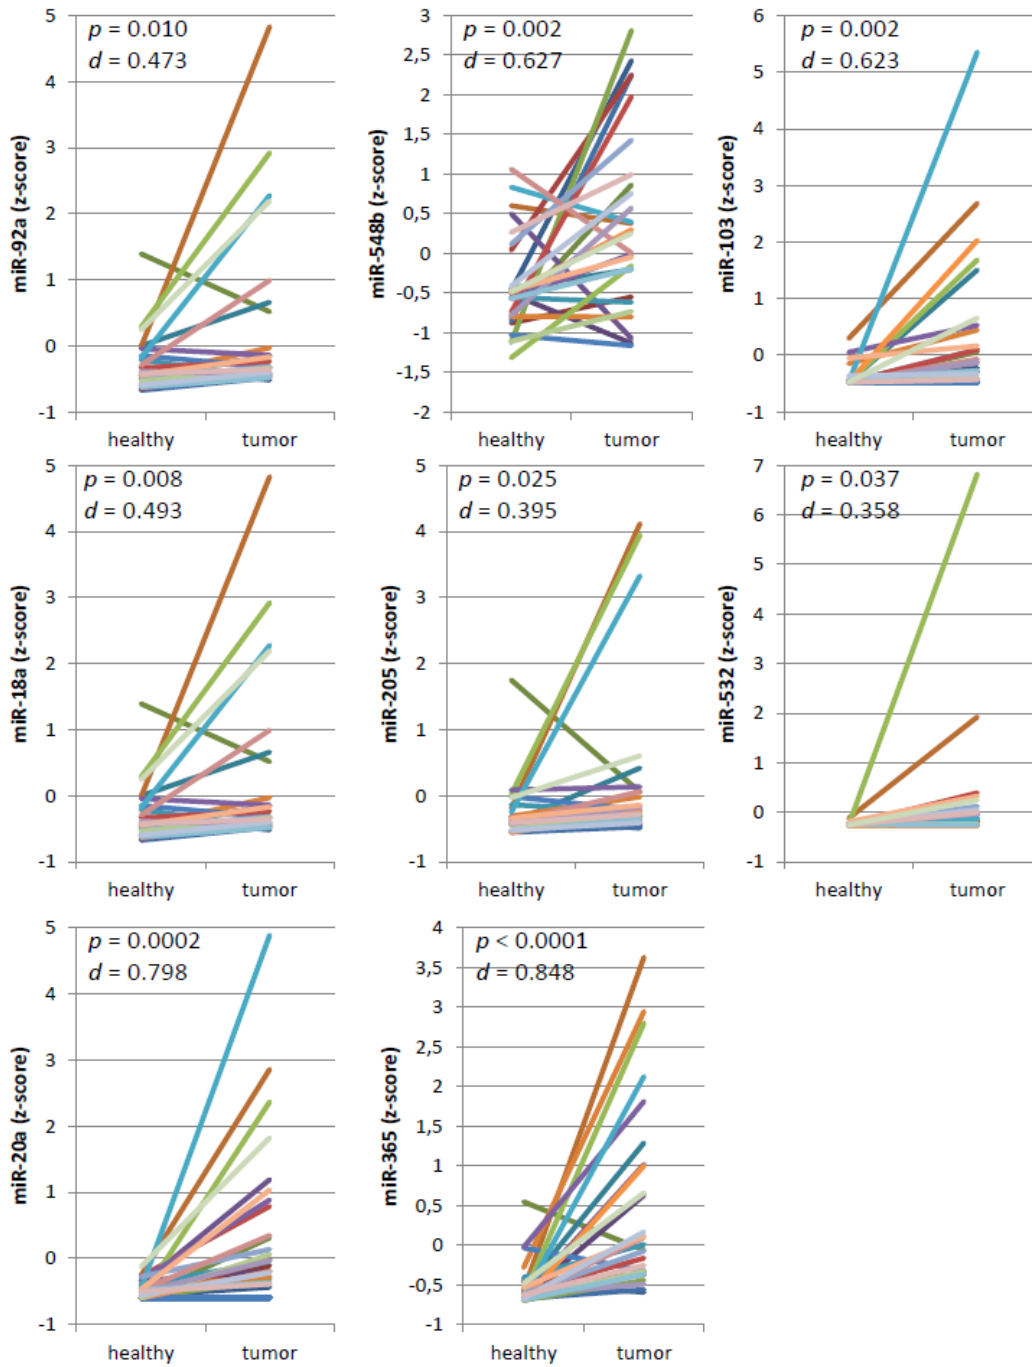 miR-92a (z-score)
p = 0.010
d = 0.473
5
4
3
2
1
0
-1
healthy tumor
miR-548b (z-score)
p = 0.002
d = 0.627
3
2,5
2
1,5
1
0,5
0
-0,5
-1
-1,5
-2
healthy tumor
miR-103 (z-score)
p = 0.002
d = 0.623
6
5
4
3
2
1
0
-1
healthy tumor
miR-18a (z-score)
p = 0.008
d = 0.493
5
4
3
2
1
0
-1
healthy tumor
miR-205 (z-score)
p = 0.025
d = 0.395
5
4
3
2
1
0
-1
healthy tumor
miR-532 (z-score)
p = 0.037
d = 0.358
7
6
5
4
3
2
1
0
-1
healthy tumor
miR-20a (z-score)
p = 0.0002
d = 0.798
5
4
3
2
1
0
-1
healthy tumor
miR-365 (z-score)
p < 0.0001
d = 0.848
4
3,5
3
2,5
2
1,5
1
0,5
0
-0,5
-1
healthy tumor